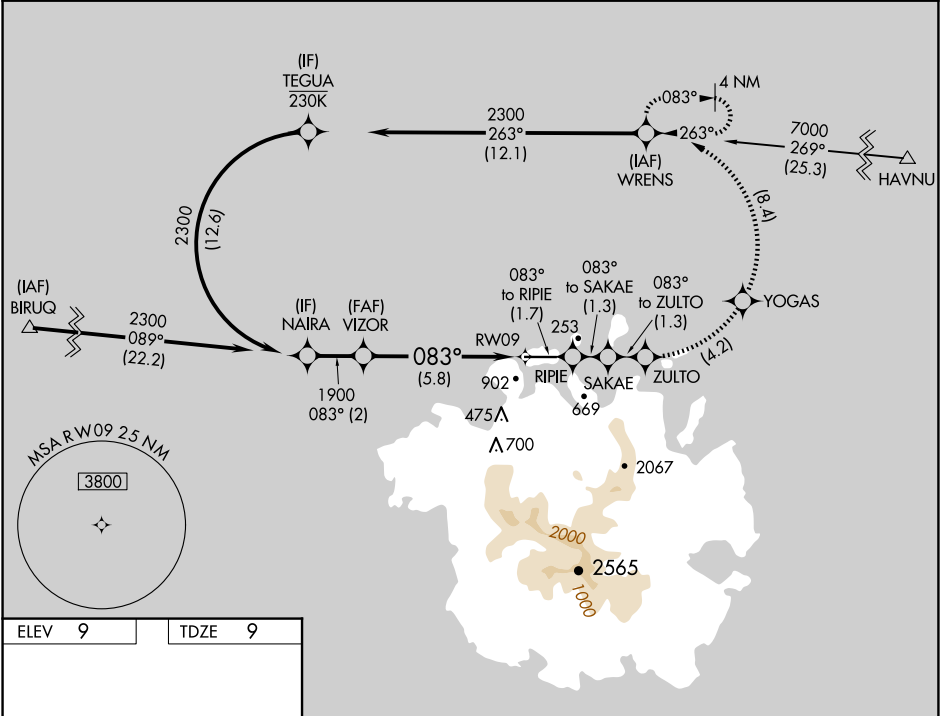 (IF)
TEGUA
230K
4 NM
083°
2300
263°
(12.1)
263°
7000
269°
(25.3)
HAVNU
(IAF)
WRENS
2300
(12.6)
(8.4)
(IAF)
BIRUQ
2300
089°
(22.2)
(IF)
NAIRA
(FAF)
VIZOR
083°
to RIPIE
(1.7)
083°
to SAKAE
(1.3)
083°
to ZULTO
(1.3)
YOGAS
RW09
253
083°
(5.8)
(4.2)
RIPIE
SAKAE
ZULTO
1900
083° (2)
902
475
669
700
2067
MSA RW09 25 NM
3800
2000
2565
1000
ELEV 9
TDZE 9